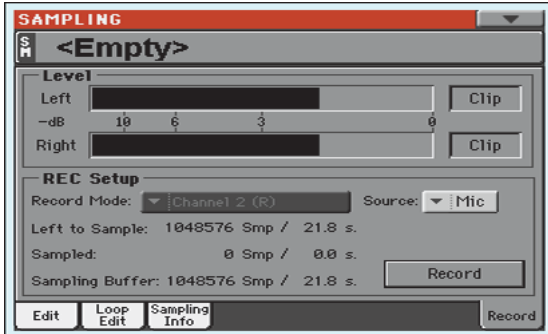 SAMPLING
SM <Empty>
Level
Left Clip
-dB 10 6 3 0
Right Clip
REC Setup
Record Mode: Channel 2 (R) Source: Mic
Left to Sample: 1048576 Smp / 21.8 s.
Sampled: 0 Smp / 0.0 s.
Sampling Buffer: 1048576 Smp / 21.8 s. Record
Edit Loop Edit Sampling Info Record